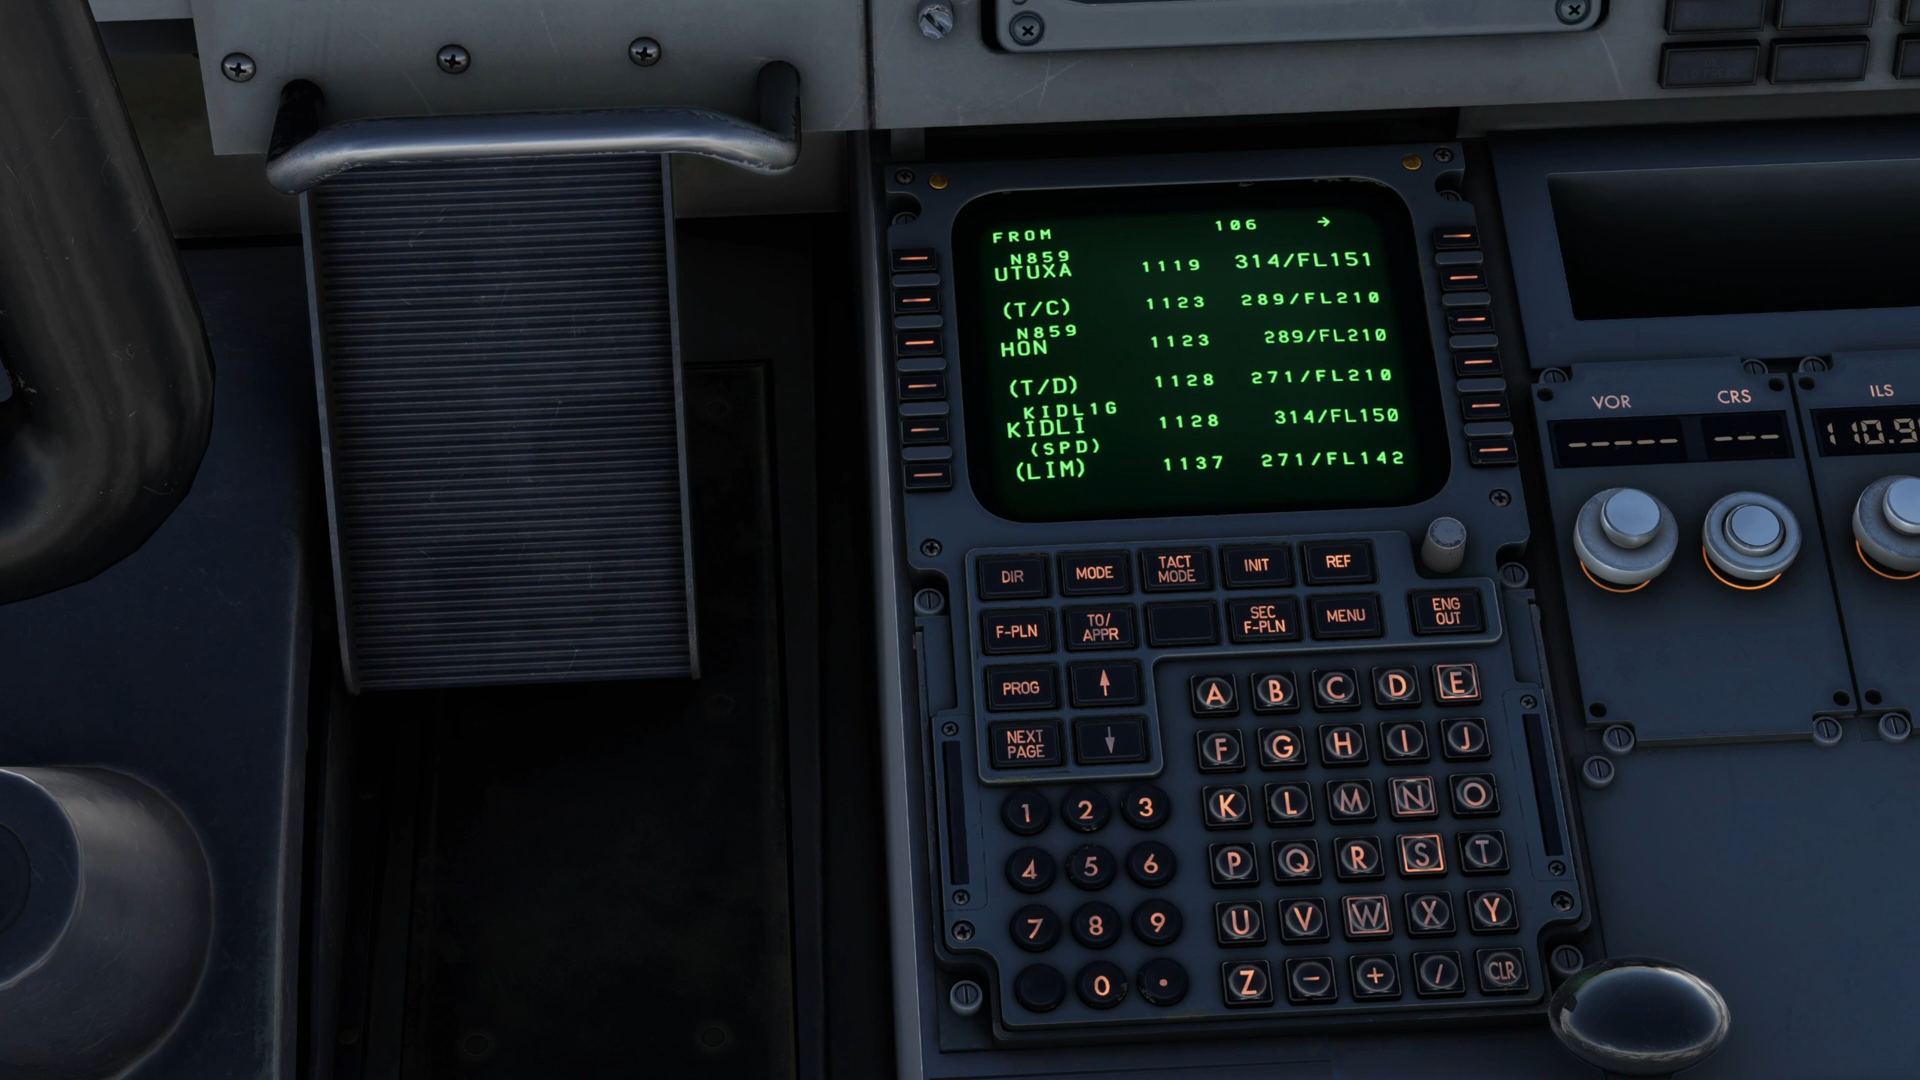 FROM 106 →
N859
UTUXA 1119 314/FL151
(T/C) 1123 289/FL210
N859
HON 1123 289/FL210
(T/D) 1128 271/FL210
KIDL1G
KIDLI 1128 314/FL150
(SPD)
(LIM) 1137 271/FL142
VOR CRS ILS
----- --- 110.9
DIR MODE TACT MODE INIT REF
F-PLN TO/APPR SEC F-PLN MENU ENG OUT
PROG ↑
NEXT PAGE ↓
A B C D E
F G H I J
1 2 3 K L M N O
4 5 6 P Q R S T
7 8 9 U V W X Y
0 . Z - + / CLR